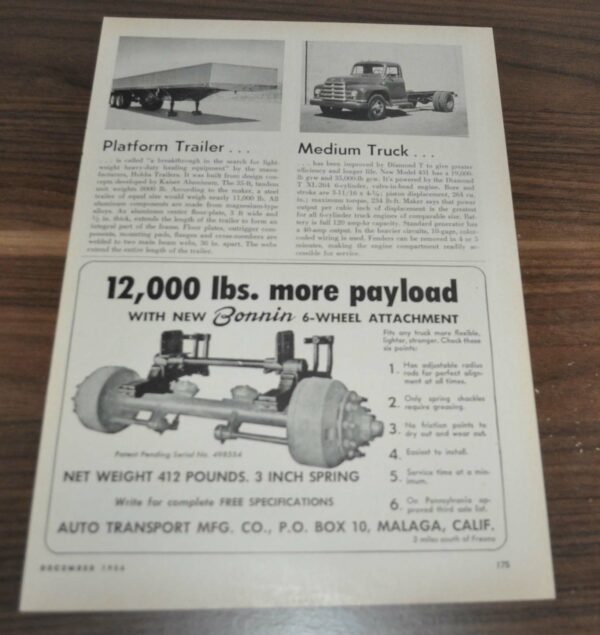 Platform Trailer . . .
. . . is called "a breakthrough in the search for light-
weight heavy-duty hauling equipment" by the manu-
facturers, Hobbs Trailers. It was built from design con-
cepts developed by Kaiser Aluminum. The 35-ft, tandem
unit weighs 8000 lb. According to the maker, a steel
trailer of equal size would weigh nearly 11,000 lb. All
aluminum components are made from magnesium-type
alloys. An aluminum center floor-plate, 3 ft wide and
in. thick, extends the length of the trailer to form an
integral part of the frame. Floor plates, outrigger com-
ponents, mounting pads, flanges and cross-members are
welded to two main beam webs, 36 in. apart. The webs
extend the entire length of the trailer.
Medium Truck . . .
. . . has been improved by Diamond T to give greater
efficiency and longer life. New Model 451 has a 19,000-
lb gvw and 35,000-lb gcw. It's powered by the Diamond
T XL.264 6-cylinder, valve-in-head engine. Bore and
stroke are 3-11/16 x 4-⅛; piston displacement, 264 cu.
in.; maximum torque, 234 lb-ft. Maker says that power
output per cubic inch of displacement is the greatest
for all 6-cylinder truck engines of comparable size. Bat-
tery is full 120 amp-hr capacity. Standard generator has
a 40-amp output. In the heavier circuits, 10-gage, color-
coded wiring is used. Fenders can be removed in 4 or 5
minutes, making the engine compartment readily ac-
cessible for service.
12,000 lbs. more payload
WITH NEW Bonnin 6-WHEEL ATTACHMENT
Fits any truck more flexible,
lighter, stronger. Check these
six points:
1. Has adjustable radius
rods for perfect align-
ment at all times.
2. Only spring shackles
require greasing.
3. No friction points to
dry out and wear out.
4. Easiest to install.
5. Service time at a min-
imum.
6. On Pennsylvania ap-
proved third axle list.
Patent Pending Serial No. 498554
NET WEIGHT 412 POUNDS. 3 INCH SPRING
Write for complete FREE SPECIFICATIONS
AUTO TRANSPORT MFG. CO., P.O. BOX 10, MALAGA, CALIF.
5 miles south of Fresno
DECEMBER 1956
175